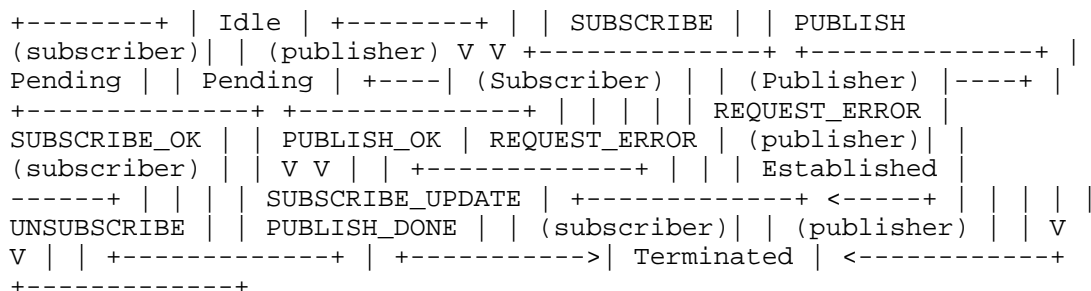 +--------+ | Idle | +--------+ | | SUBSCRIBE | | PUBLISH
(subscriber)| | (publisher) V V +--------------+ +--------------+ |
Pending | | Pending | +----| (Subscriber) | | (Publisher) |----+ |
+--------------+ +--------------+ | | | | | REQUEST_ERROR |
SUBSCRIBE_OK | | PUBLISH_OK | REQUEST_ERROR | (publisher)| |
(subscriber) | | V V | | +-------------+ | | | Established |
------+ | | | | SUBSCRIBE_UPDATE | +-------------+ <-----+ | | | | |
UNSUBSCRIBE | | PUBLISH_DONE | | (subscriber)| | (publisher) | | V
V | | +-------------+ | +----------->| Terminated | <------------+
+-------------+